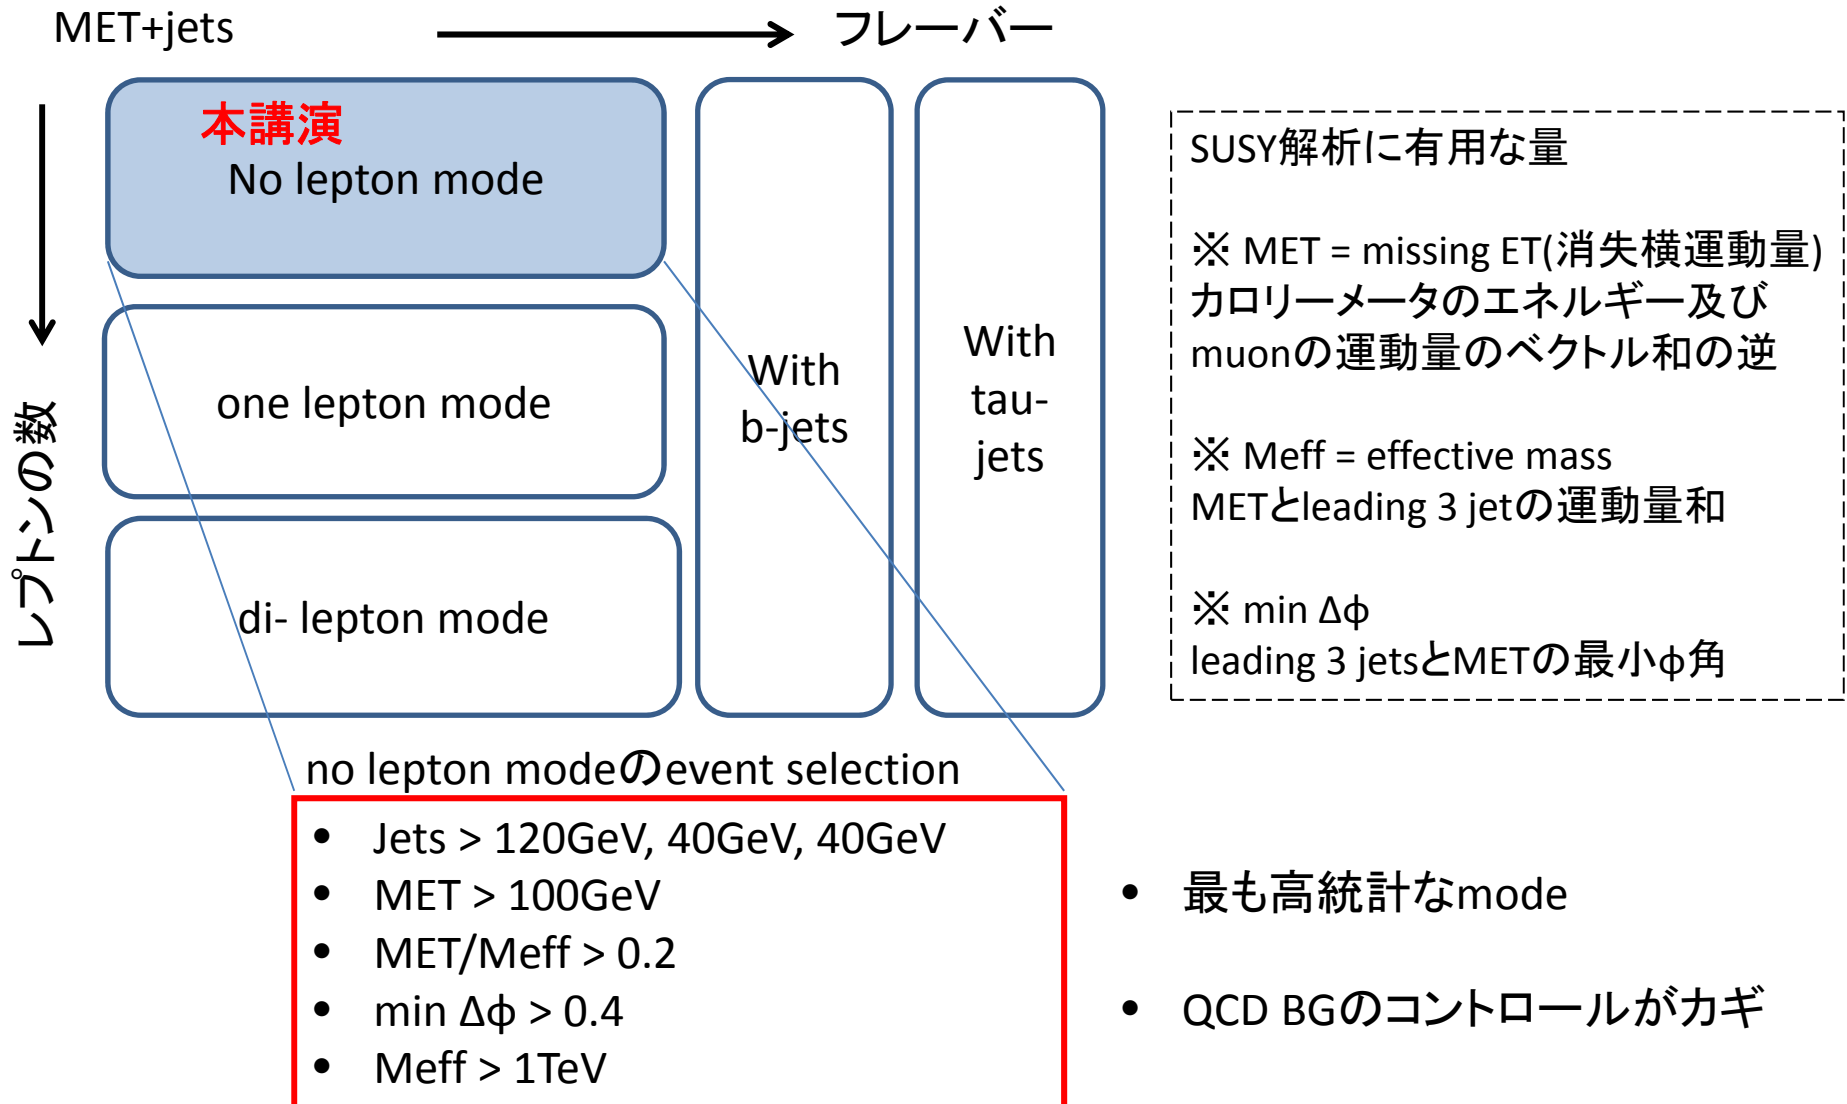 MET+jets
フレーバー
レプトンの数
本講演
No lepton mode
one lepton mode
di- lepton mode
With
b-jets
With
tau-
jets
SUSY解析に有用な量
※ MET = missing ET(消失横運動量)
カロリーメータのエネルギー及び
muonの運動量のベクトル和の逆
※ Meff = effective mass
METとleading 3 jetの運動量和
※ min Δφ
leading 3 jetsとMETの最小φ角
no lepton modeのevent selection
• Jets > 120GeV, 40GeV, 40GeV
• MET > 100GeV
• MET/Meff > 0.2
• min Δφ > 0.4
• Meff > 1TeV
• 最も高統計なmode
• QCD BGのコントロールがカギ